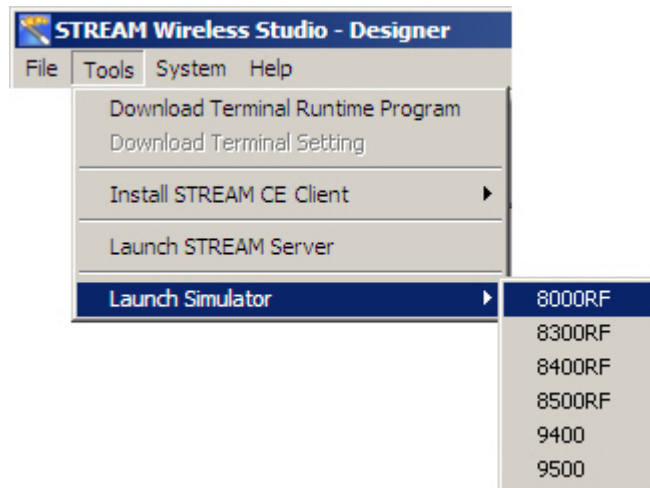 STREAM Wireless Studio - Designer
File Tools System Help
Download Terminal Runtime Program
Download Terminal Setting
Install STREAM CE Client
Launch STREAM Server
Launch Simulator
8000RF
8300RF
8400RF
8500RF
9400
9500